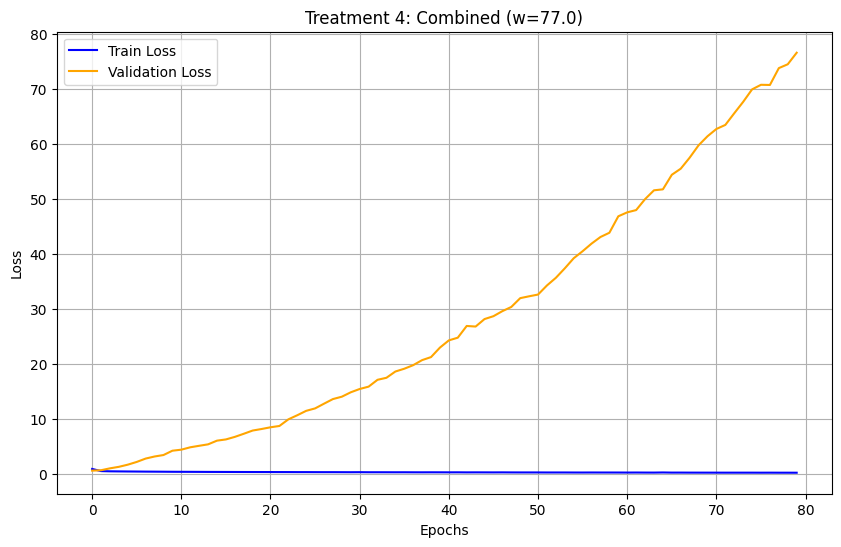 Treatment 4: Combined (w=77.0)
Train Loss
Validation Loss
80
70
60
50
40
30
20
10
0
Loss
0 10 20 30 40 50 60 70 80
Epochs